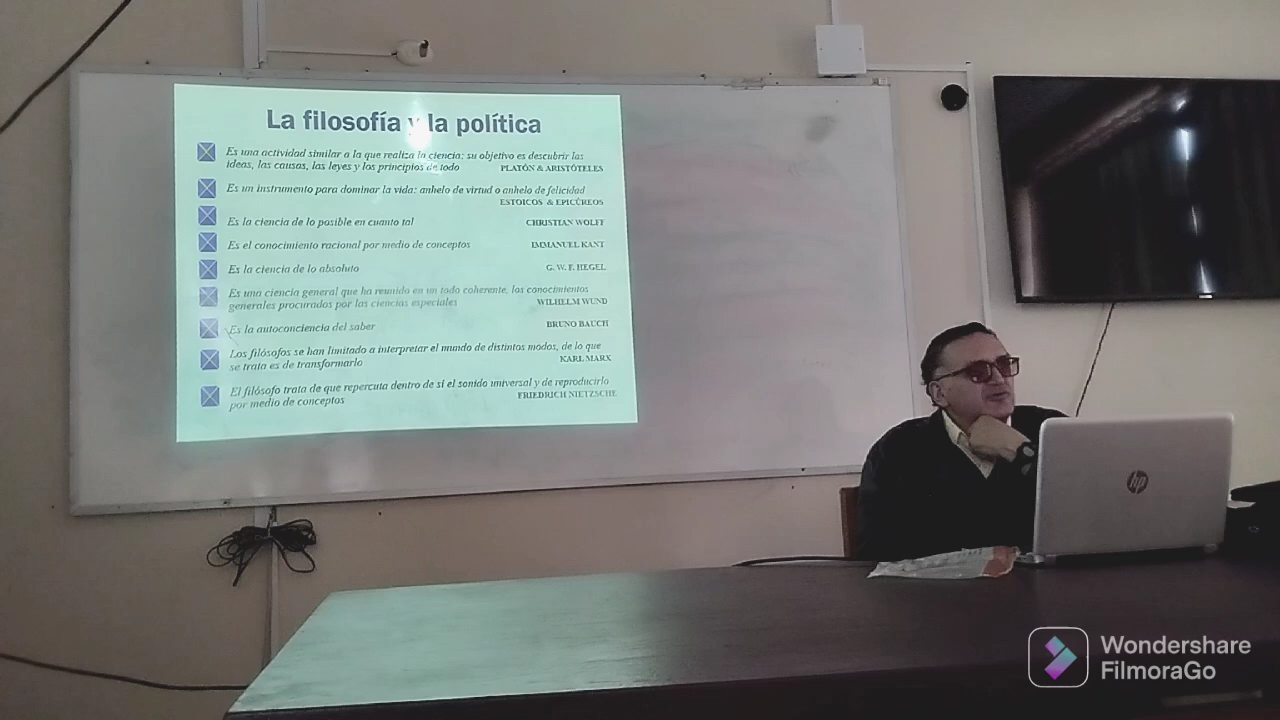 La filosofía y la política
Es una actividad similar a la que realiza la ciencia: su objetivo es descubrir las
ideas, las causas, las leyes y los principios de todo PLATÓN & ARISTÓTELES
Es un instrumento para dominar la vida: anhelo de virtud o anhelo de felicidad
ESTOICOS & EPICÚREOS
Es la ciencia de lo posible en cuanto tal CHRISTIAN WOLFF
Es el conocimiento racional por medio de conceptos IMMANUEL KANT
Es la ciencia de lo absoluto G. W. F. HEGEL
Es una ciencia general que ha reunido en un todo coherente, los conocimientos
generales procurados por las ciencias especiales WILHELM WUND
Es la autoconciencia del saber BRUNO BAUCH
Los filósofos se han limitado a interpretar el mundo de distintos modos, de lo que
se trata es de transformarlo KARL MARX
El filósofo trata de que repercuta dentro de sí el sonido universal y de reproducirlo
por medio de conceptos FRIEDRICH NIETZSCHE
hp
Wondershare
FilmoraGo